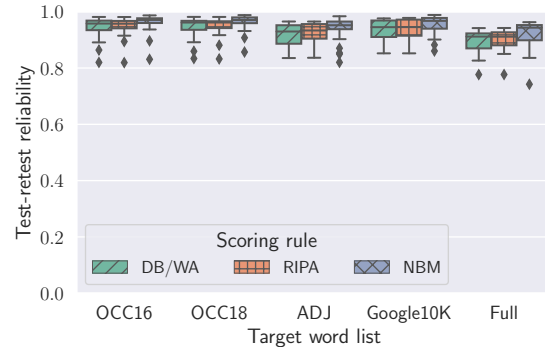 Test-retest reliability
1.0
0.8
0.6
0.4
0.2
0.0
Scoring rule
DB/WA RIPA NBM
OCC16 OCC18 ADJ Google10K Full
Target word list